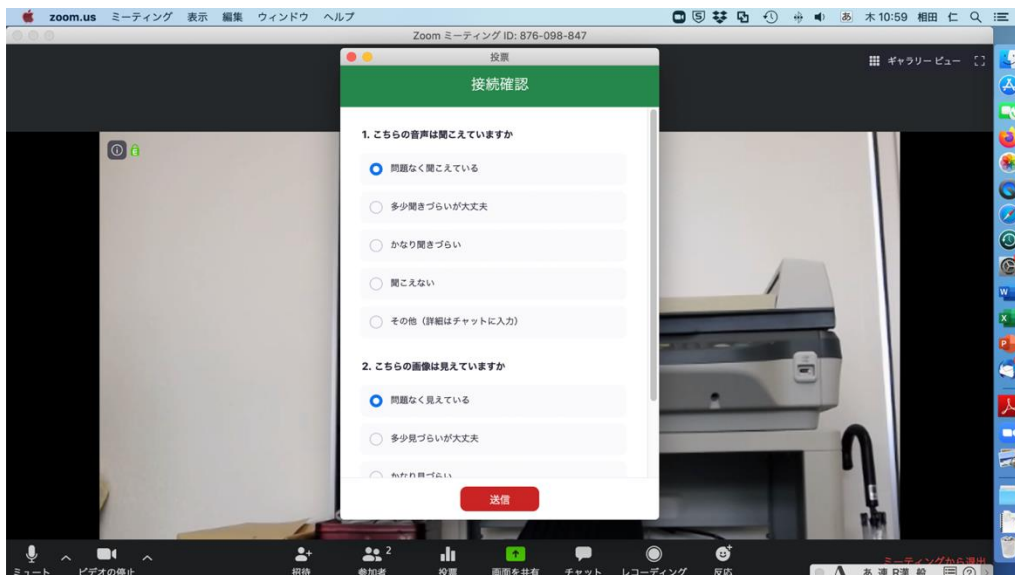 zoom.us ミーティング 表示 編集 ウィンドウ ヘルプ あ 木10:59 相田 仁
Zoom ミーティング ID: 876-098-847
投票
ギャラリー ビュー
接続確認
1. こちらの音声は聞こえていますか
問題なく聞こえている
多少聞きづらいが大丈夫
かなり聞きづらい
聞こえない
その他（詳細はチャットに入力）
2. こちらの画像は見えていますか
問題なく見えている
多少見づらいが大丈夫
かなり見づらい
送信
2
ミュート ビデオの停止 招待 参加者 投票 画面を共有 チャット レコーディング 反応
ミーティングから退出